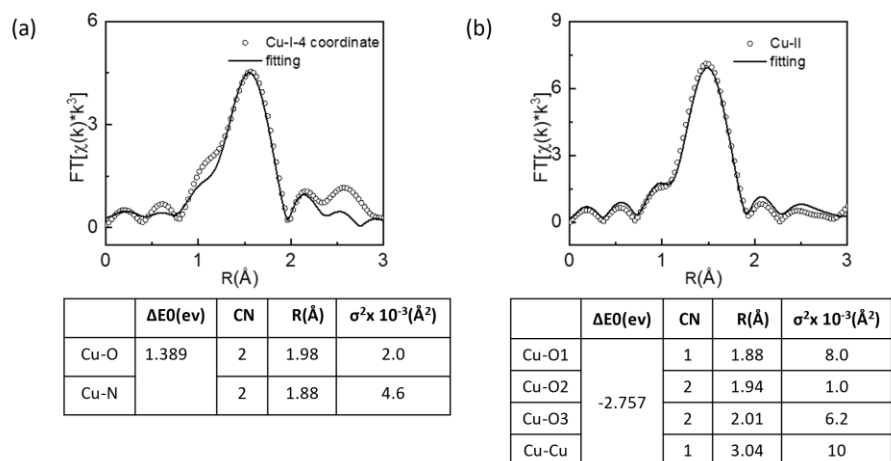 (a)
6
3
0
FT[χ(k)*k³]
Cu-I-4 coordinate
fitting
0 1 2 3
R(Å)
ΔE0(ev) CN R(Å) σ²x 10⁻³(Å²)
Cu-O 1.389 2 1.98 2.0
Cu-N 2 1.88 4.6
(b)
9
6
3
0
FT[χ(k)*k³]
Cu-II
fitting
0 1 2 3
R(Å)
ΔE0(ev) CN R(Å) σ²x 10⁻³(Å²)
Cu-O1 -2.757 1 1.88 8.0
Cu-O2 2 1.94 1.0
Cu-O3 2 2.01 6.2
Cu-Cu 1 3.04 10